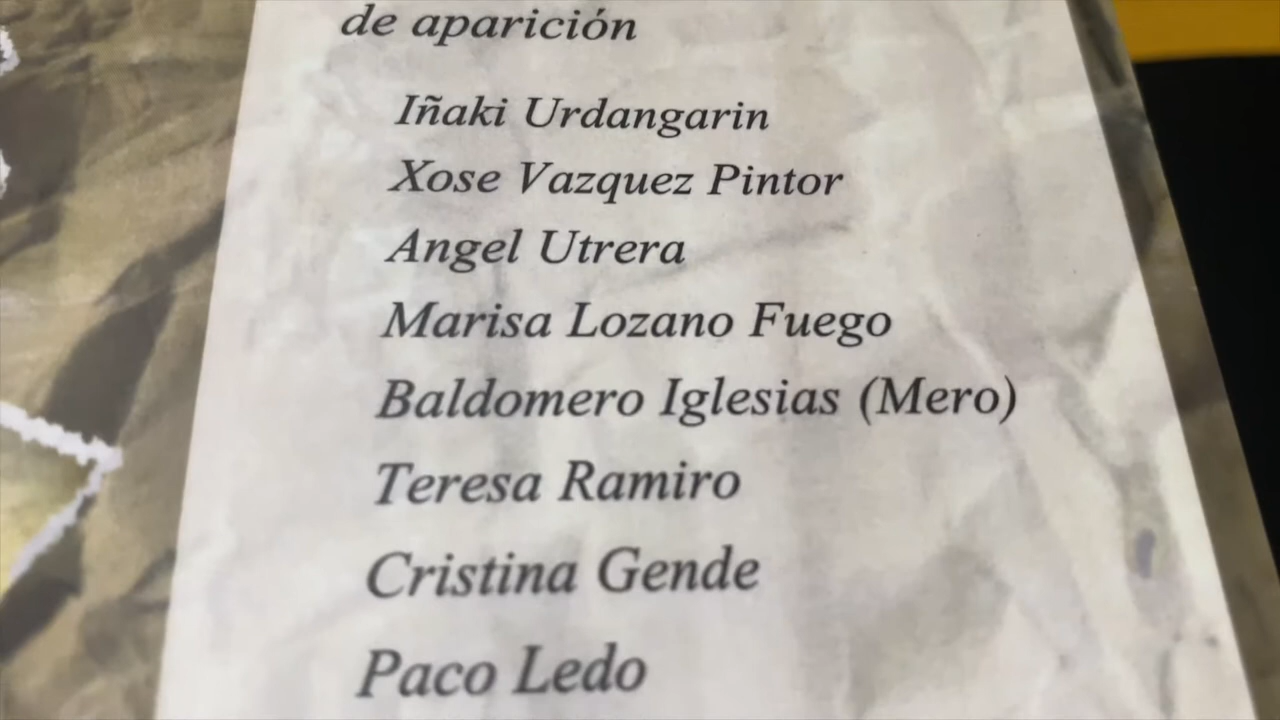 de aparición
Iñaki Urdangarin
Xose Vazquez Pintor
Angel Utrera
Marisa Lozano Fuego
Baldomero Iglesias (Mero)
Teresa Ramiro
Cristina Gende
Paco Ledo